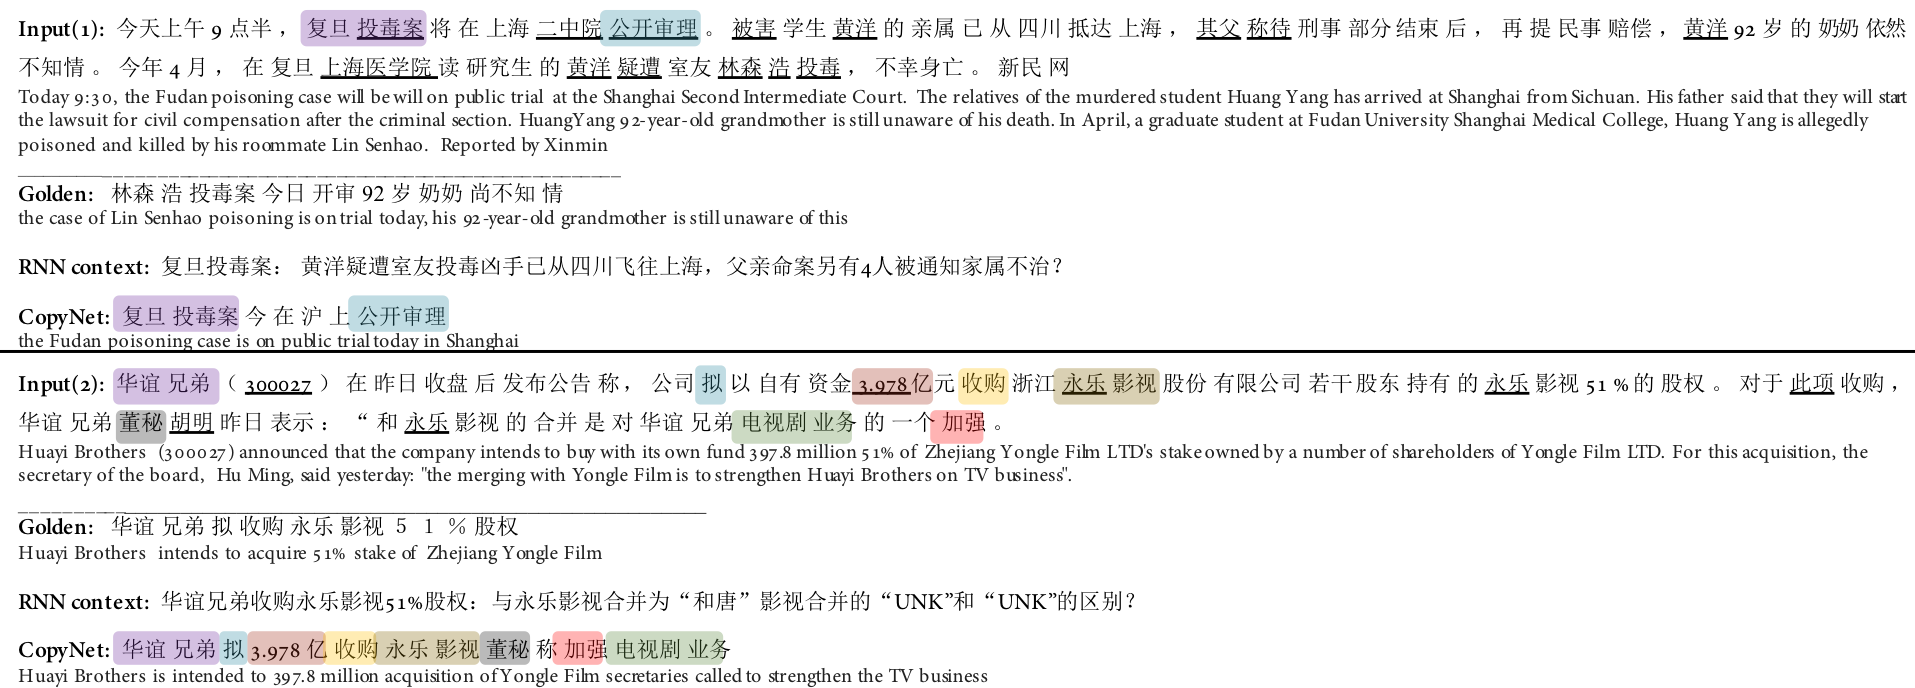 Input(1): 今天上午 9 点半 ， 复旦 投毒案 将 在 上海 二中院 公开审理 。 被害 学生 黄洋 的 亲属 已 从 四川 抵达 上海 ， 其父 称待 刑事 部分 结束 后 ， 再 提 民事 赔偿 ， 黄洋 92 岁 的 奶奶 依然
不知情 。 今年 4 月 ， 在 复旦 上海医学院 读 研究生 的 黄洋 疑遭 室友 林森 浩 投毒 ， 不幸身亡 。 新民 网
Today 9:30, the Fudan poisoning case will be will on public trial at the Shanghai Second Intermediate Court. The relatives of the murdered student Huang Yang has arrived at Shanghai from Sichuan. His father said that they will start
the lawsuit for civil compensation after the criminal section. HuangYang 92-year-old grandmother is still unaware of his death. In April, a graduate student at Fudan University Shanghai Medical College, Huang Yang is allegedly
poisoned and killed by his roommate Lin Senhao. Reported by Xinmin
Golden: 林森 浩 投毒案 今日 开审 92 岁 奶奶 尚不知 情
the case of Lin Senhao poisoning is on trial today, his 92-year-old grandmother is still unaware of this
RNN context: 复旦投毒案： 黄洋疑遭室友投毒凶手已从四川飞往上海，父亲命案另有4人被通知家属不治？
CopyNet: 复旦 投毒案 今 在 沪 上 公开审理
the Fudan poisoning case is on public trial today in Shanghai
Input(2): 华谊 兄弟 （ 300027 ） 在 昨日 收盘 后 发布公告 称， 公司 拟 以 自有 资金 3.978 亿元 收购 浙江 永乐 影视 股份 有限公司 若干 股东 持有 的 永乐 影视 51 % 的 股权 。 对于 此项 收购 ，
华谊 兄弟 董秘 胡明 昨日 表示 ： “ 和 永乐 影视 的 合并 是 对 华谊 兄弟 电视剧 业务 的 一个 加强 。
Huayi Brothers (300027) announced that the company intends to buy with its own fund 397.8 million 51% of Zhejiang Yongle Film LTD's stake owned by a number of shareholders of Yongle Film LTD. For this acquisition, the
secretary of the board, Hu Ming, said yesterday: "the merging with Yongle Film is to strengthen Huayi Brothers on TV business".
Golden: 华谊 兄弟 拟 收购 永乐 影视 ５ １ ％ 股权
Huayi Brothers intends to acquire 51% stake of Zhejiang Yongle Film
RNN context: 华谊兄弟收购永乐影视51%股权：与永乐影视合并为“和唐”影视合并的“UNK”和“UNK”的区别？
CopyNet: 华谊 兄弟 拟 3.978 亿 收购 永乐 影视 董秘 称 加强 电视剧 业务
Huayi Brothers is intended to 397.8 million acquisition of Yongle Film secretaries called to strengthen the TV business